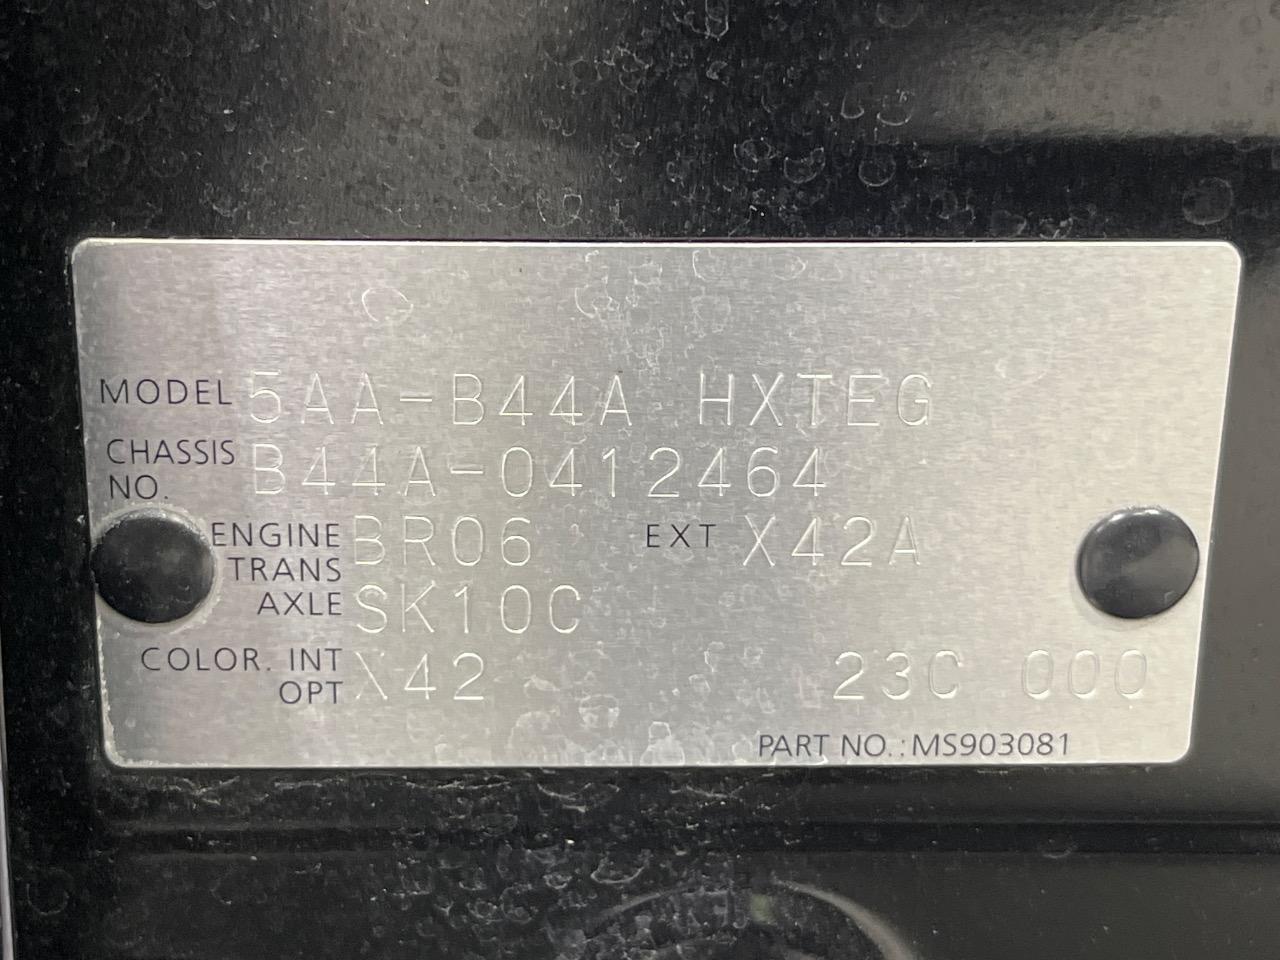 MODEL 5AA-B44A HXTEG
CHASSIS NO. B44A-0412464
ENGINE BR06 EXT X42A
TRANS AXLE SK10C
COLOR. INT OPT X42 23C 000
PART NO.:MS903081